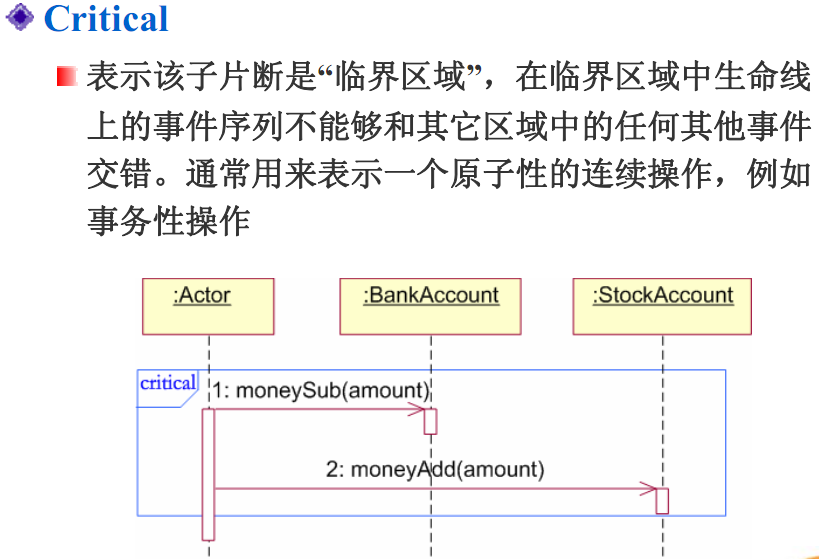 Critical
表示该子片断是“临界区域”，在临界区域中生命线
上的事件序列不能够和其它区域中的任何其他事件
交错。通常用来表示一个原子性的连续操作，例如
事务性操作
:Actor
:BankAccount
:StockAccount
critical
1: moneySub(amount)
2: moneyAdd(amount)